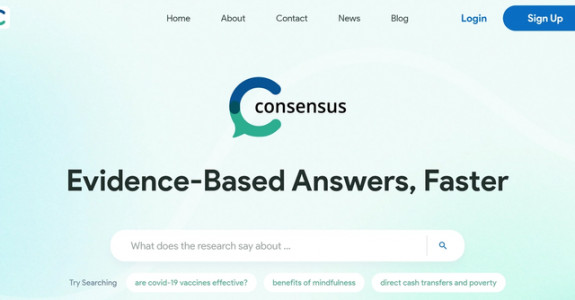 Home About Contact News Blog Login Sign Up
consensus
Evidence-Based Answers, Faster
What does the research say about ...
Try Searching are covid-19 vaccines effective? benefits of mindfulness direct cash transfers and poverty